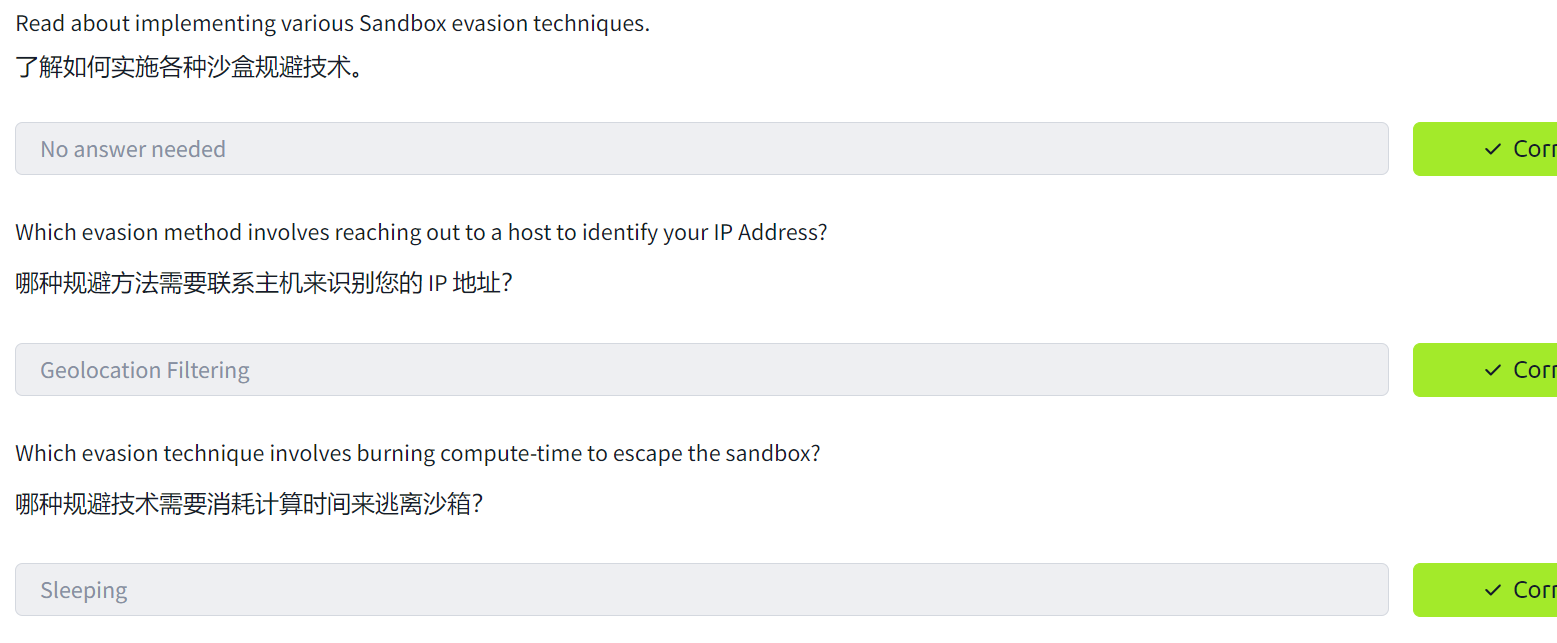 Read about implementing various Sandbox evasion techniques.
了解如何实施各种沙盒规避技术。
No answer needed
✓ Corr
Which evasion method involves reaching out to a host to identify your IP Address?
哪种规避方法需要联系主机来识别您的 IP 地址？
Geolocation Filtering
✓ Corr
Which evasion technique involves burning compute-time to escape the sandbox?
哪种规避技术需要消耗计算时间来逃离沙箱？
Sleeping
✓ Corr